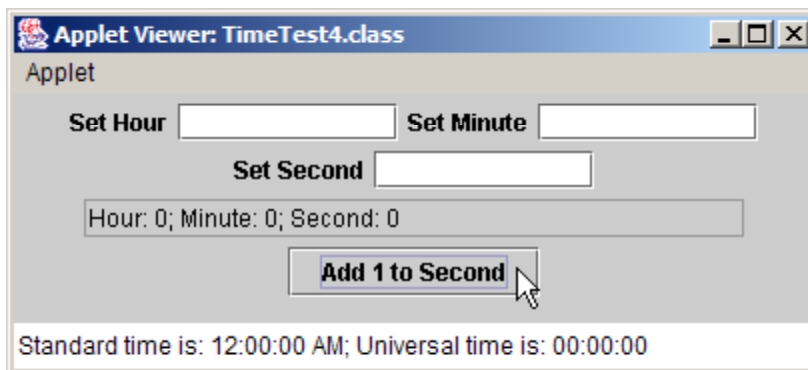 Applet Viewer: TimeTest4.class
Applet
Set Hour Set Minute
Set Second
Hour: 0; Minute: 0; Second: 0
Add 1 to Second
Standard time is: 12:00:00 AM; Universal time is: 00:00:00